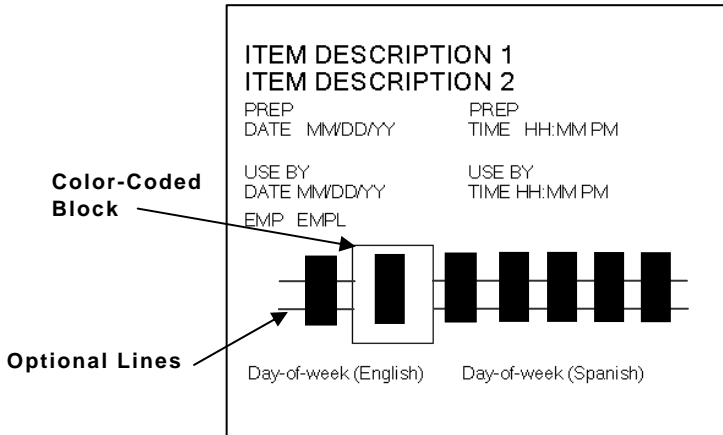 ITEM DESCRIPTION 1
ITEM DESCRIPTION 2
PREP PREP
DATE MM/DD/YY TIME HH:MM PM
USE BY USE BY
DATE MM/DD/YY TIME HH:MM PM
EMP EMPL
Color-Coded
Block
Optional Lines
Day-of-week (English) Day-of-week (Spanish)